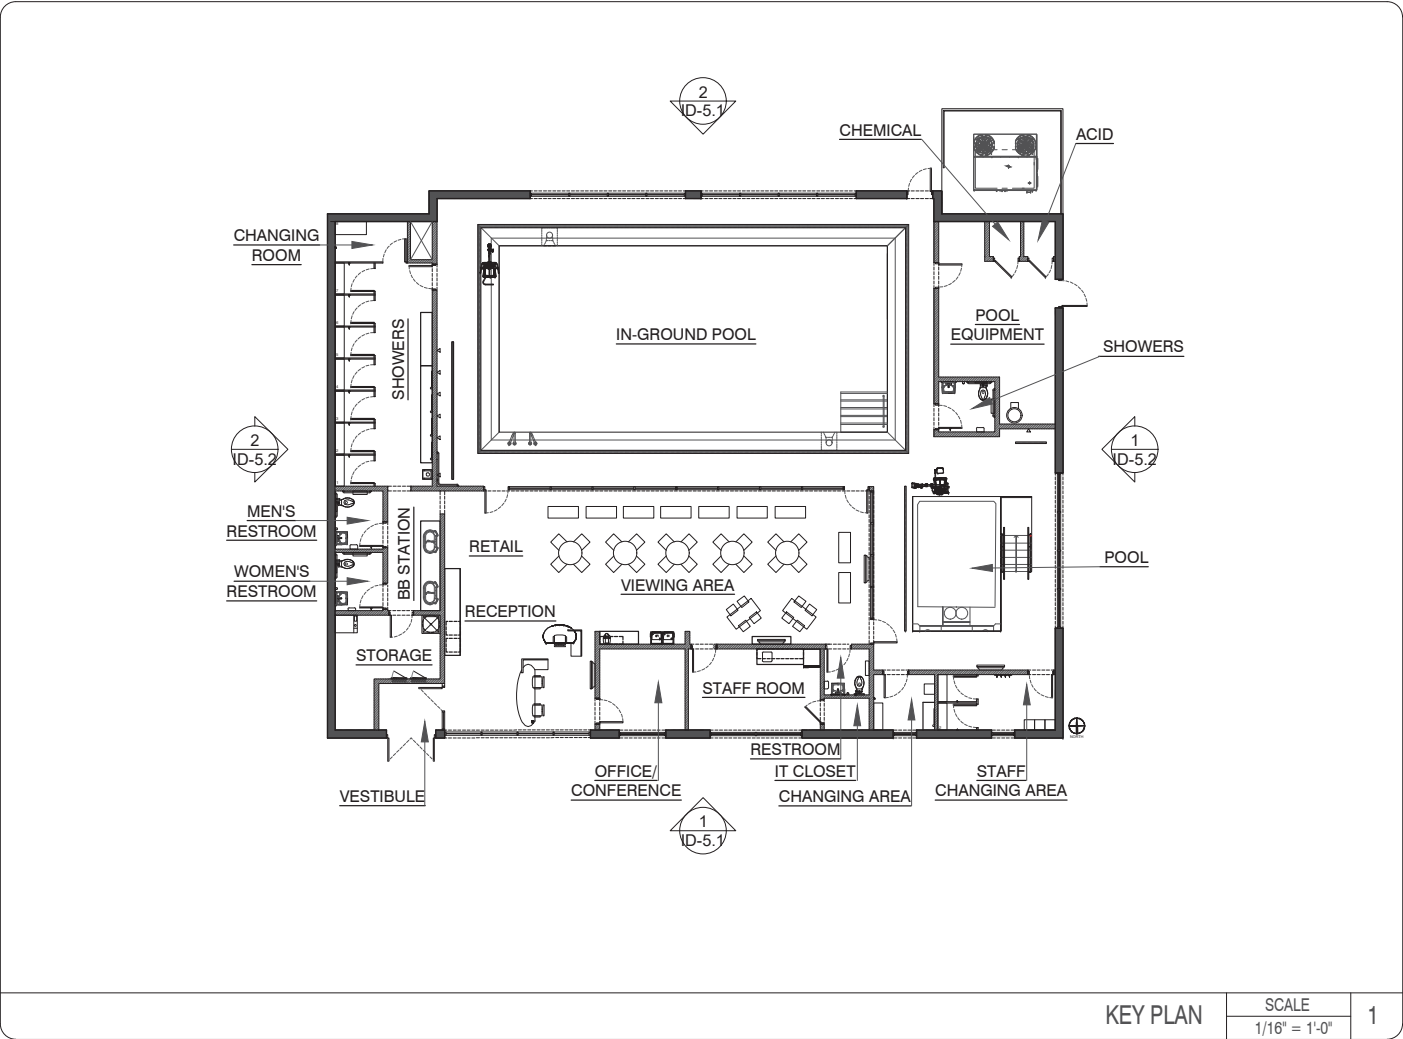 2
ID-5.1
CHEMICAL
ACID
CHANGING
ROOM
SHOWERS
IN-GROUND POOL
POOL
EQUIPMENT
SHOWERS
2
ID-5.2
1
ID-5.2
MEN'S
RESTROOM
BB STATION
RETAIL
VIEWING AREA
POOL
WOMEN'S
RESTROOM
RECEPTION
STORAGE
STAFF ROOM
NORTH
RESTROOM
OFFICE/
CONFERENCE
IT CLOSET
STAFF
CHANGING AREA
VESTIBULE
CHANGING AREA
1
ID-5.1
KEY PLAN
SCALE
1/16" = 1'-0"
1